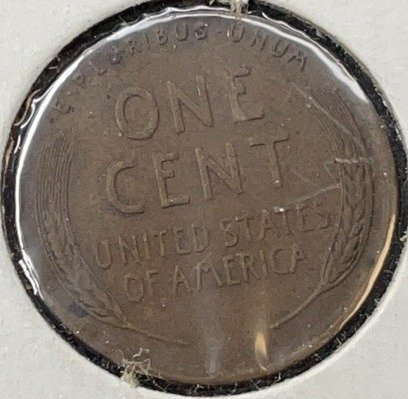 E PLURIBUS · UNUM
ONE
CENT
UNITED STATES
OF AMERICA